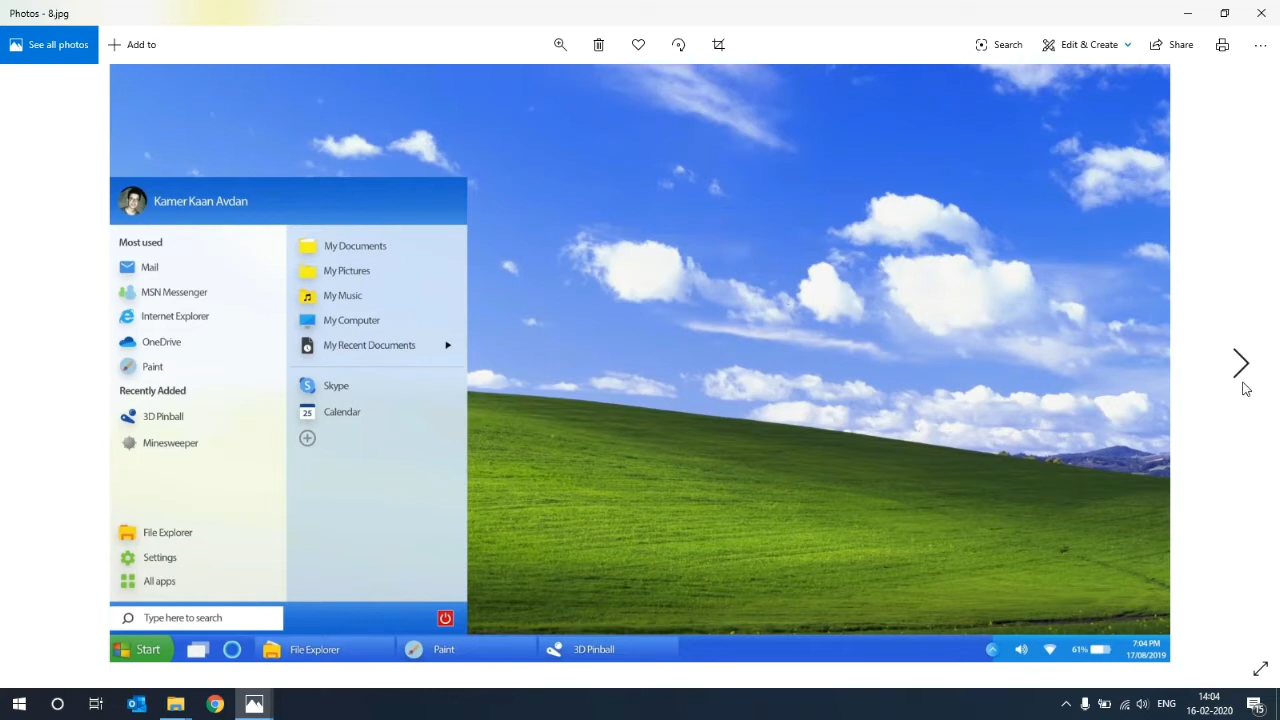 Photos - 8.jpg
See all photos
Add to
Search
Edit & Create
Share
Kamer Kaan Avdan
Most used
Mail
MSN Messenger
Internet Explorer
OneDrive
Paint
Recently Added
3D Pinball
Minesweeper
File Explorer
Settings
All apps
Type here to search
My Documents
My Pictures
My Music
My Computer
My Recent Documents
Skype
25
Calendar
Start
File Explorer
Paint
3D Pinball
61%
7:04 PM
17/08/2019
ENG
14:04
16-02-2020
15